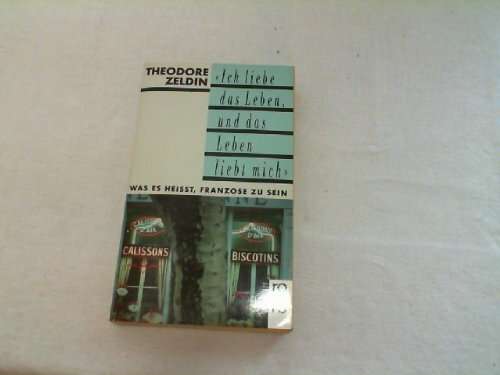 THEODORE
ZELDIN
«Ich liebe
das Leben,
und das
Leben
liebt mich»
WAS ES HEISST, FRANZOSE ZU SEIN
CALISSONS
BISCOTINS
ro